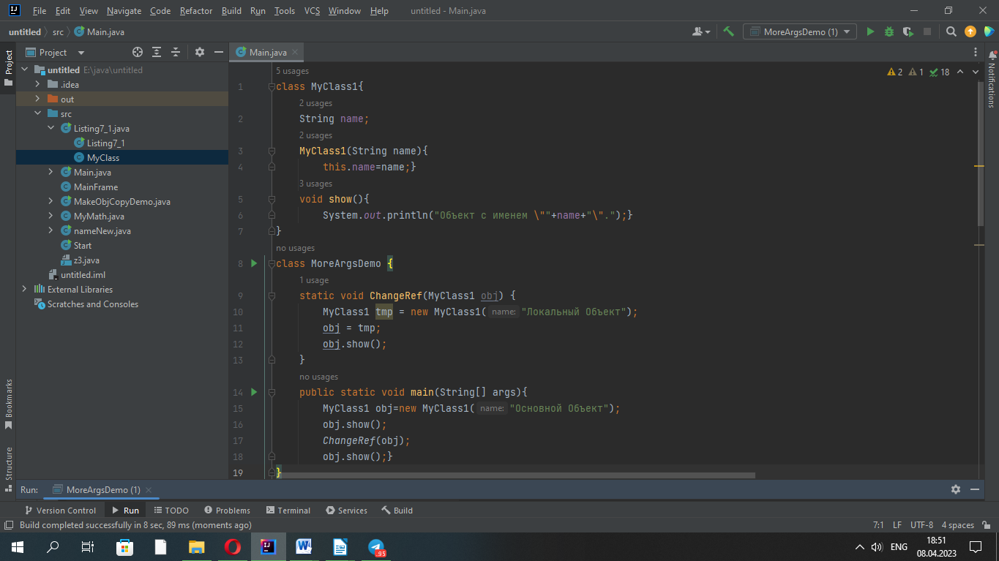 File Edit View Navigate Code Refactor Build Run Tools VCS Window Help untitled - Main.java
untitled src Main.java MoreArgsDemo (1)
Project
Project
untitled E:\java\untitled
.idea
out
src
Listing7_1.java
Listing7_1
MyClass
Main.java
MainFrame
MakeObjCopyDemo.java
MyMath.java
nameNew.java
Start
z3.java
untitled.iml
External Libraries
Scratches and Consoles
Bookmarks
Structure
Main.java
2 1 18
Notifications
5 usages
1 class MyClass1{
2 usages
2 String name;
2 usages
3 MyClass1(String name){
4 this.name=name;}
3 usages
5 void show(){
6 System.out.println("Объект с именем \""+name+"\".");}
7 }
no usages
8 class MoreArgsDemo {
1 usage
9 static void ChangeRef(MyClass1 obj) {
10 MyClass1 tmp = new MyClass1( name: "Локальный Объект");
11 obj = tmp;
12 obj.show();
13 }
no usages
14 public static void main(String[] args){
15 MyClass1 obj=new MyClass1( name: "Основной Объект");
16 obj.show();
17 ChangeRef(obj);
18 obj.show();}
19 }
Run: MoreArgsDemo (1)
Version Control Run TODO Problems Terminal Services Build
Build completed successfully in 8 sec, 89 ms (moments ago) 7:1 LF UTF-8 4 spaces
95 ENG 18:51
08.04.2023